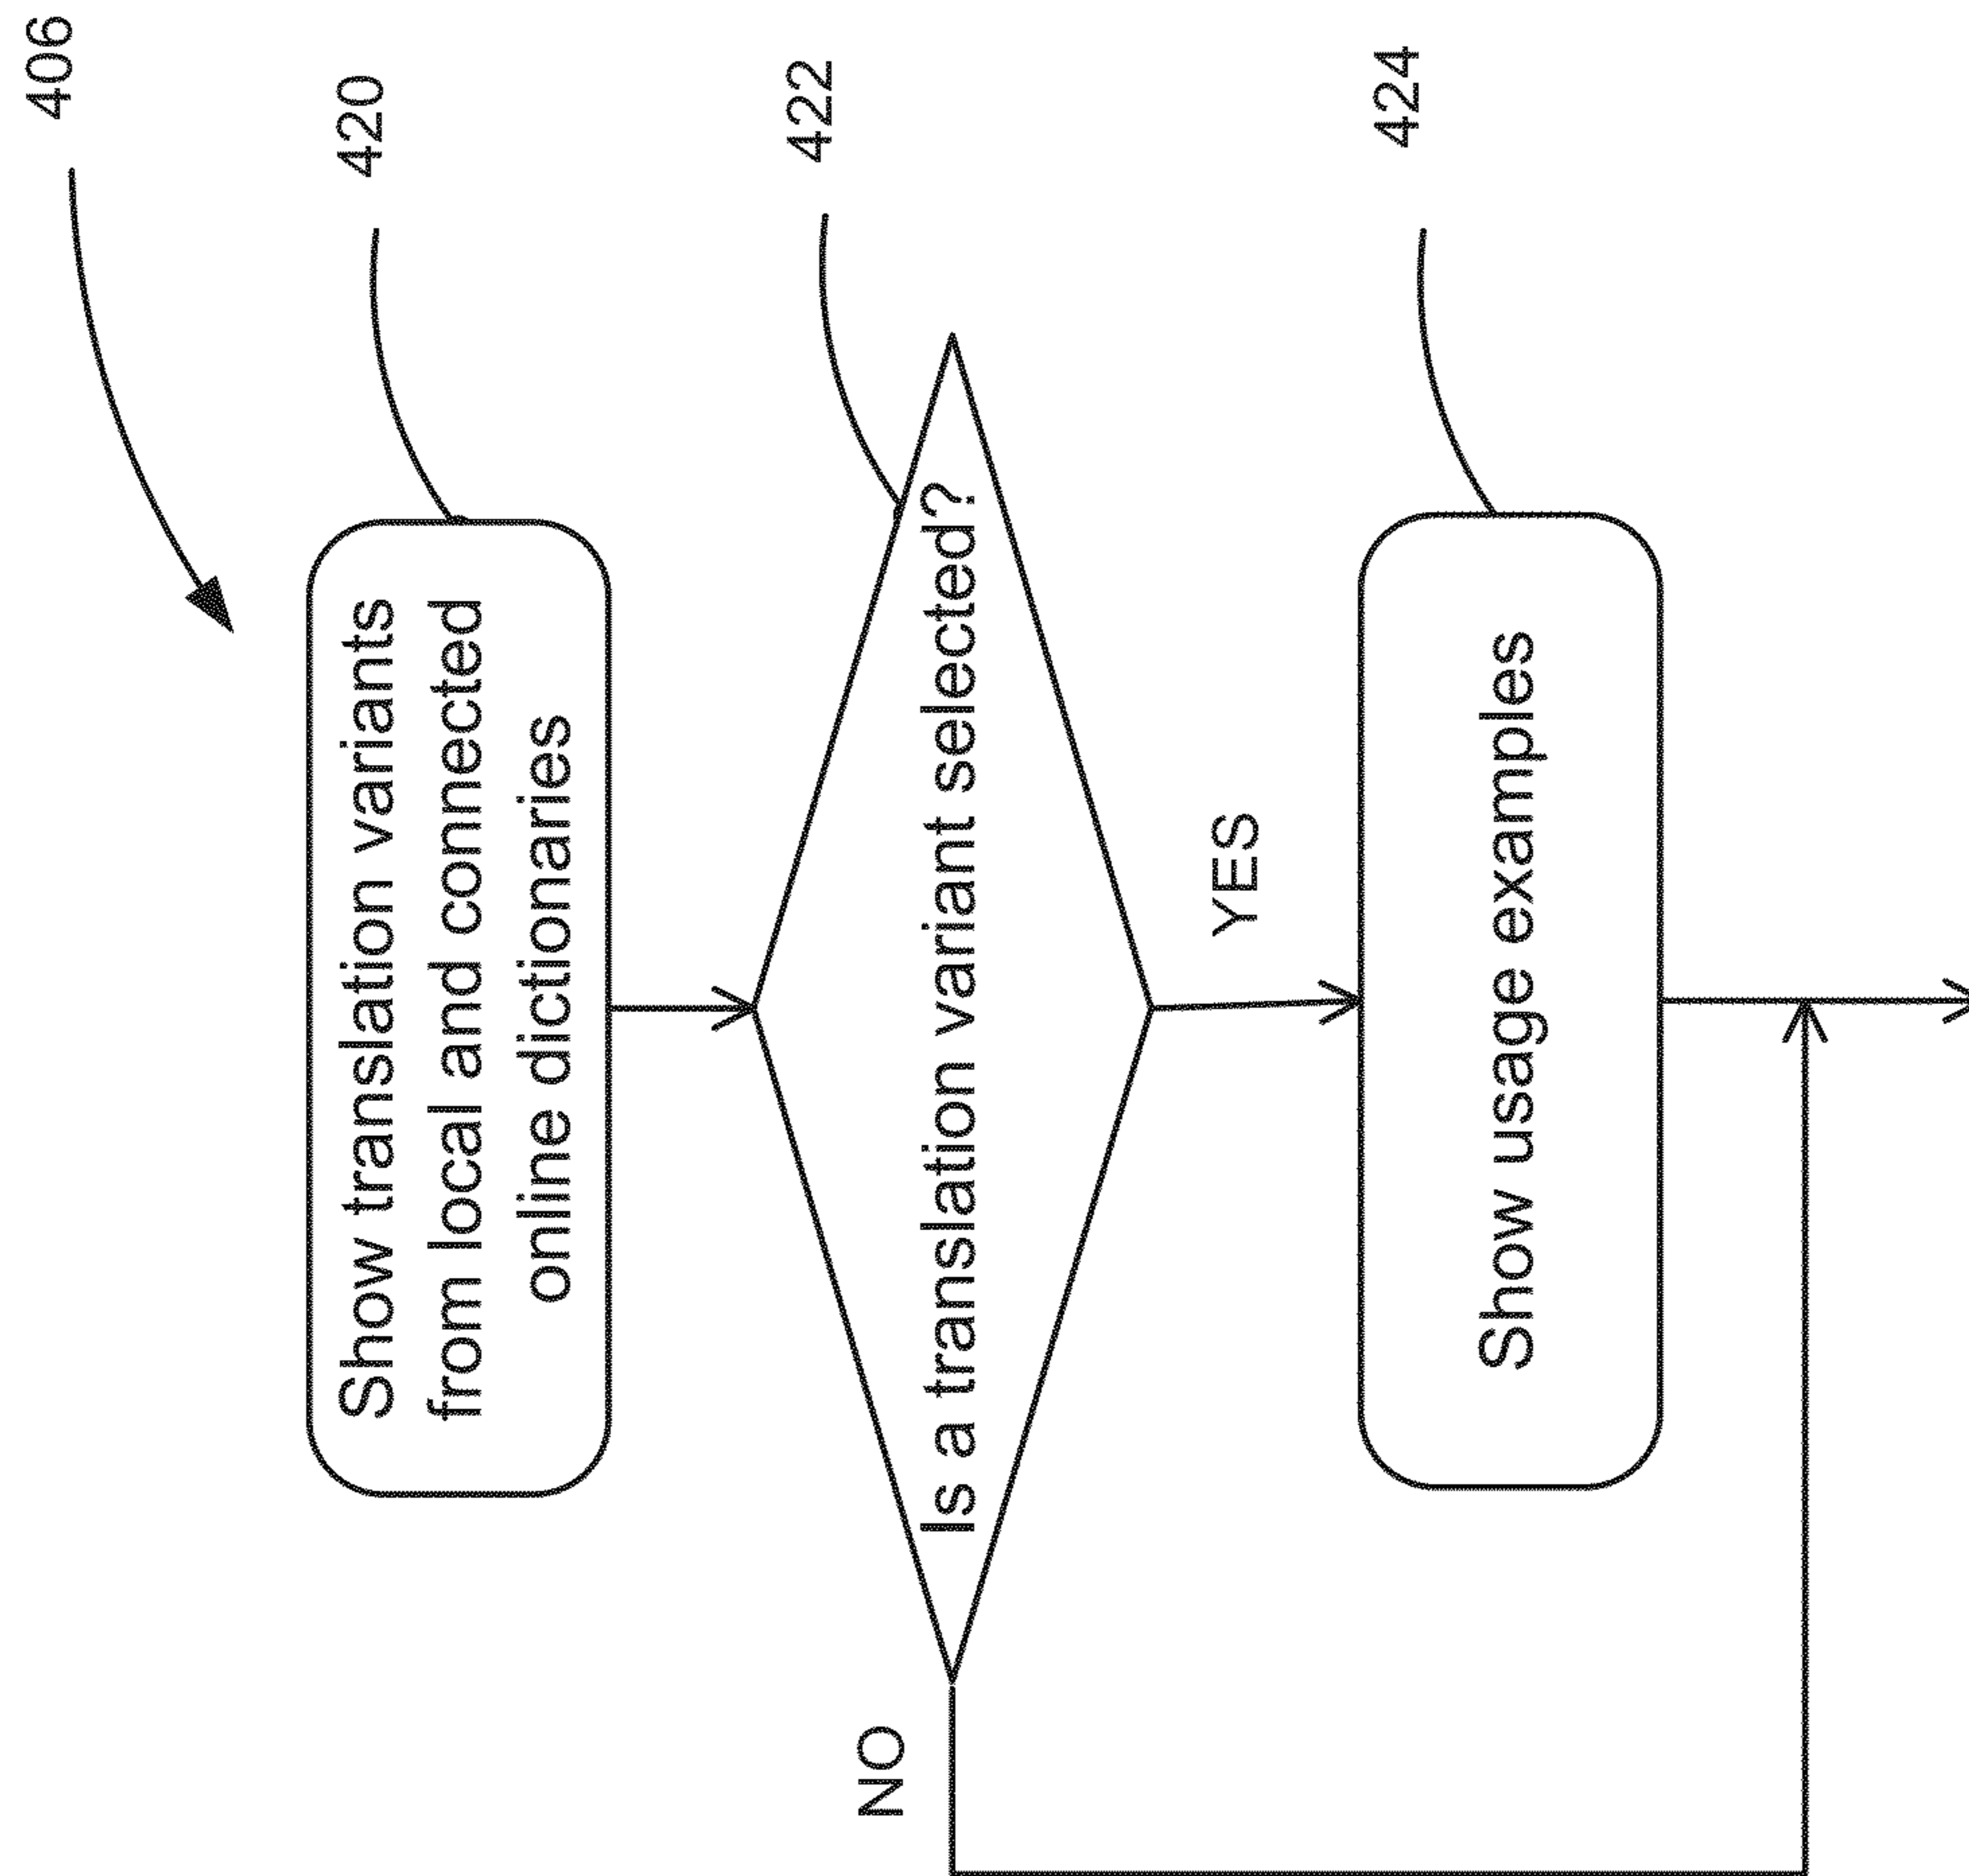 406
420
Show translation variants
from local and connected
online dictionaries
422
Is a translation variant selected?
NO
YES
424
Show usage examples